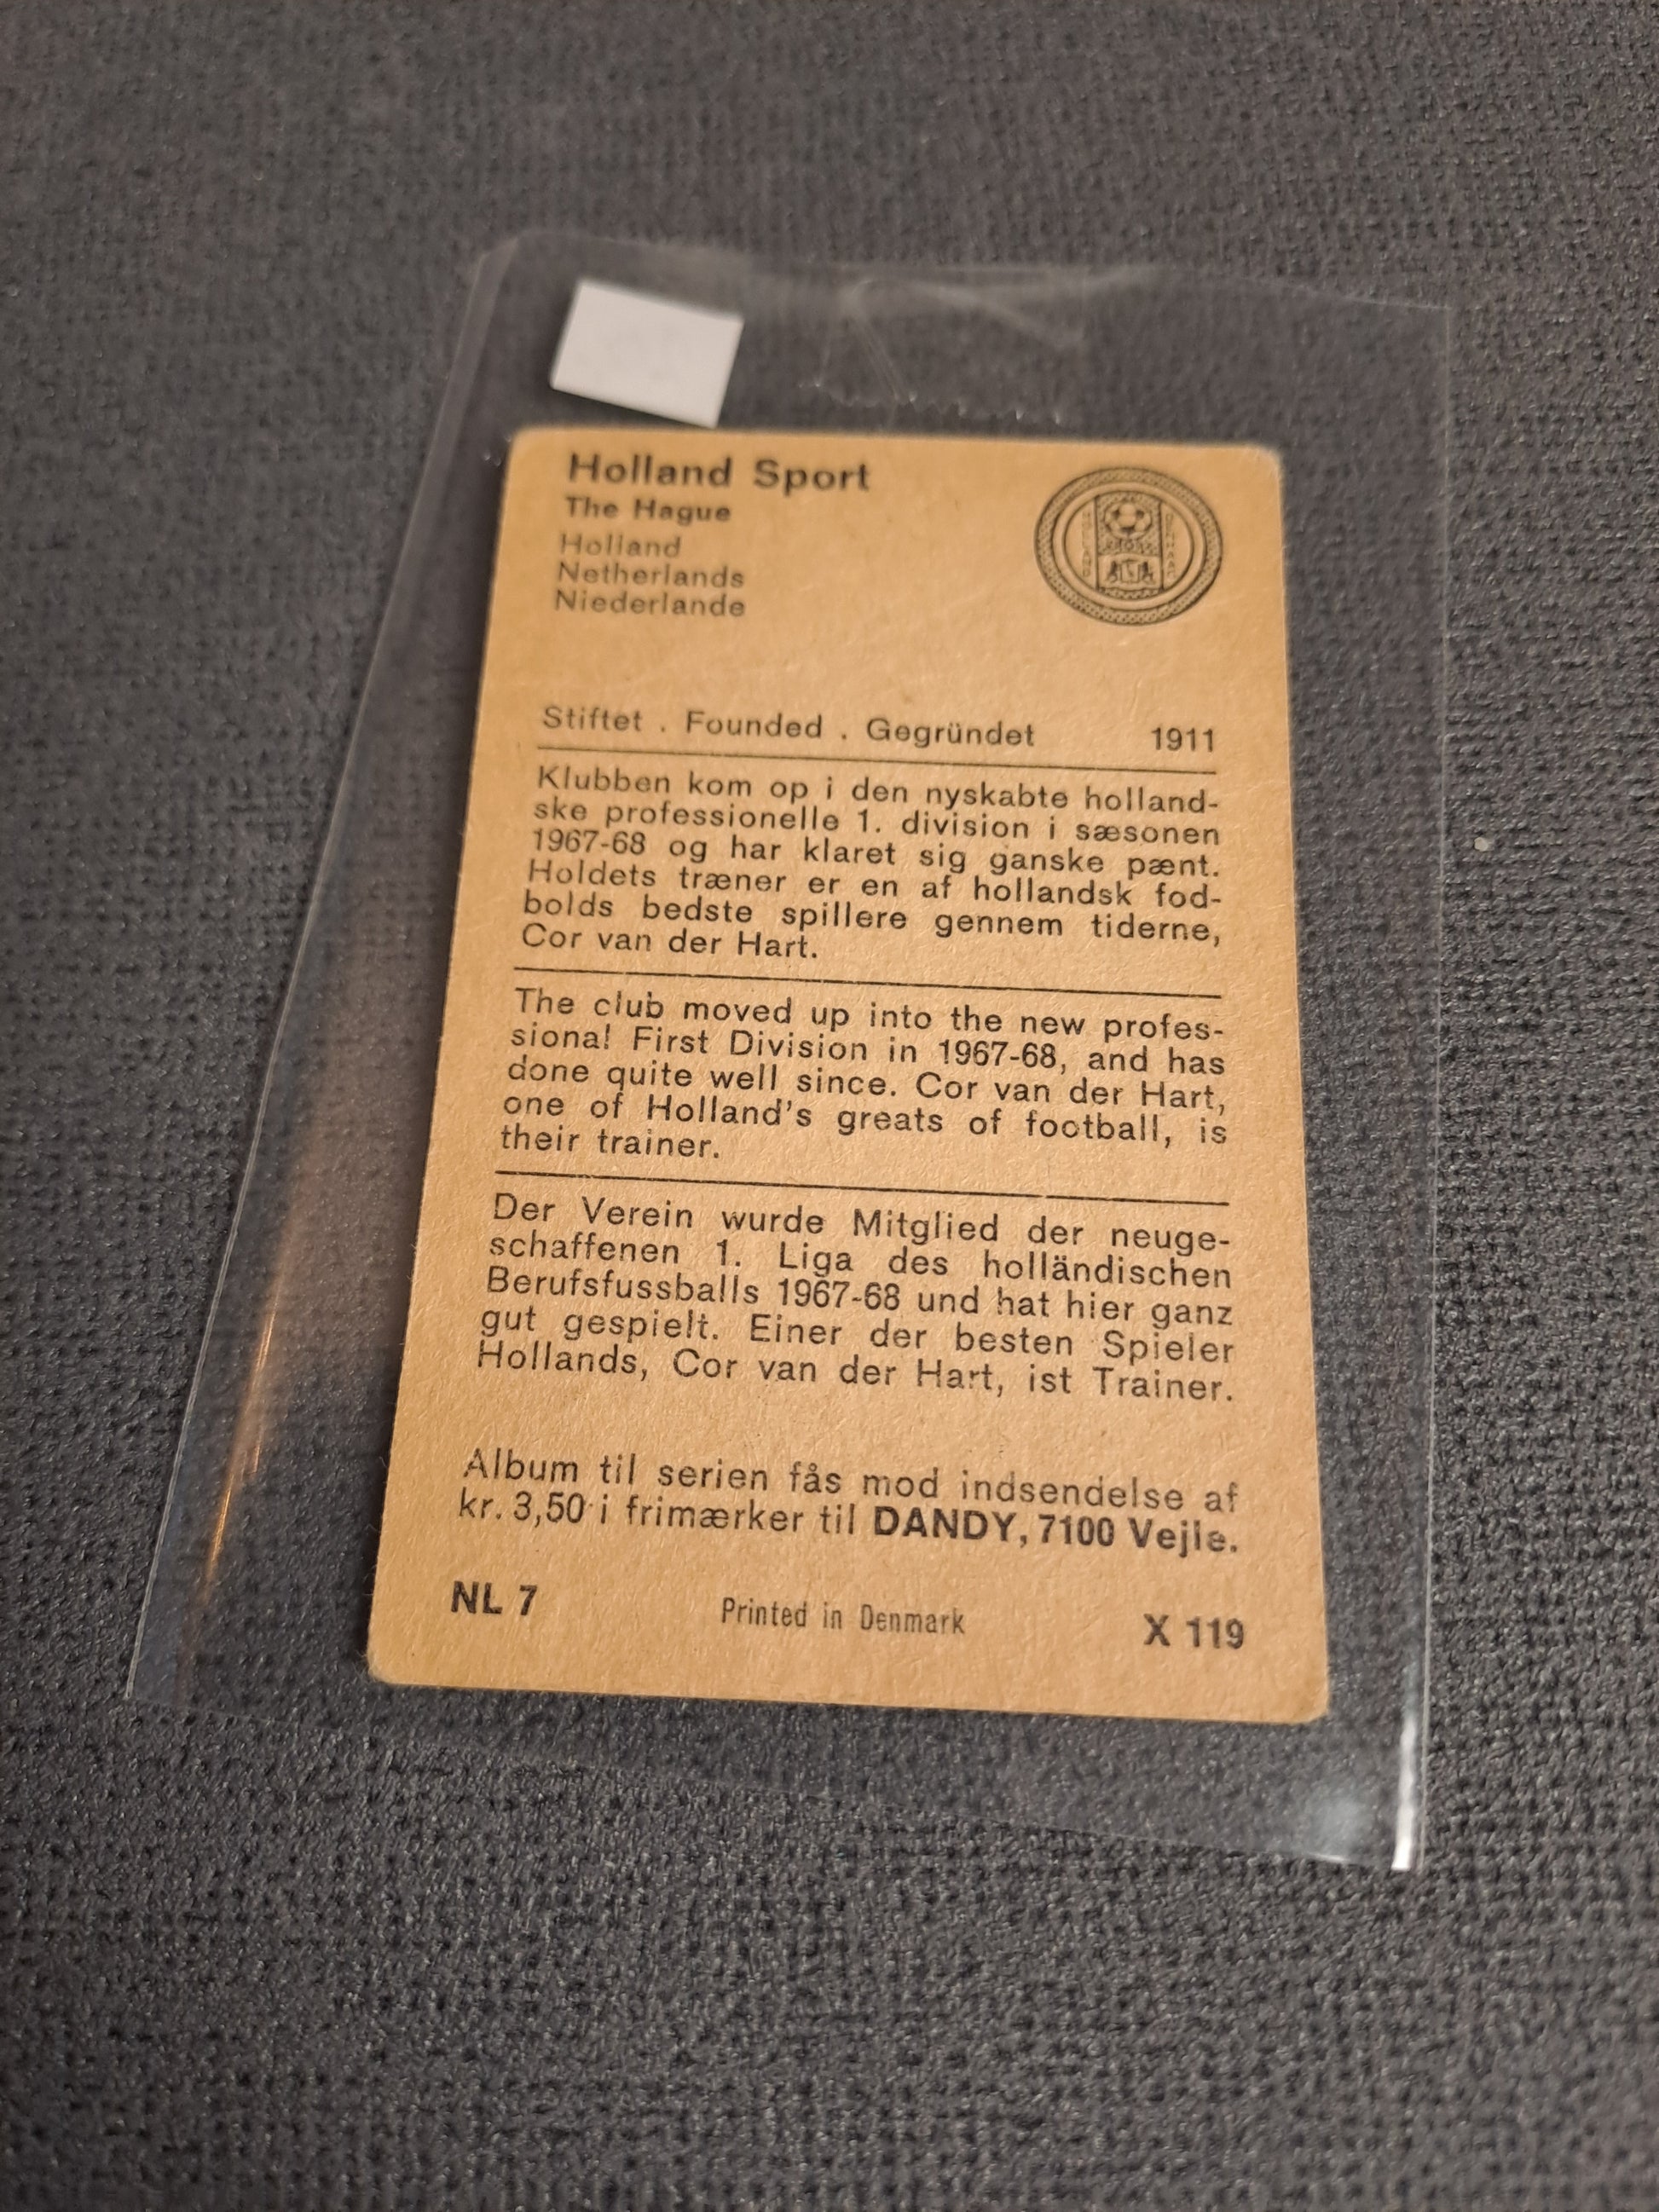 Holland Sport
The Hague
Holland
Netherlands
Niederlande
Stiftet . Founded . Gegründet 1911
Klubben kom op i den nyskabte holland-
ske professionelle 1. division i sæsonen
1967-68 og har klaret sig ganske pænt.
Holdets træner er en af hollandsk fod-
bolds bedste spillere gennem tiderne,
Cor van der Hart.
The club moved up into the new profes-
sional First Division in 1967-68, and has
done quite well since. Cor van der Hart,
one of Holland's greats of football, is
their trainer.
Der Verein wurde Mitglied der neuge-
schaffenen 1. Liga des holländischen
Berufsfussballs 1967-68 und hat hier ganz
gut gespielt. Einer der besten Spieler
Hollands, Cor van der Hart, ist Trainer.
Album til serien fås mod indsendelse af
kr. 3,50 i frimærker til DANDY, 7100 Vejle.
NL 7 Printed in Denmark X 119